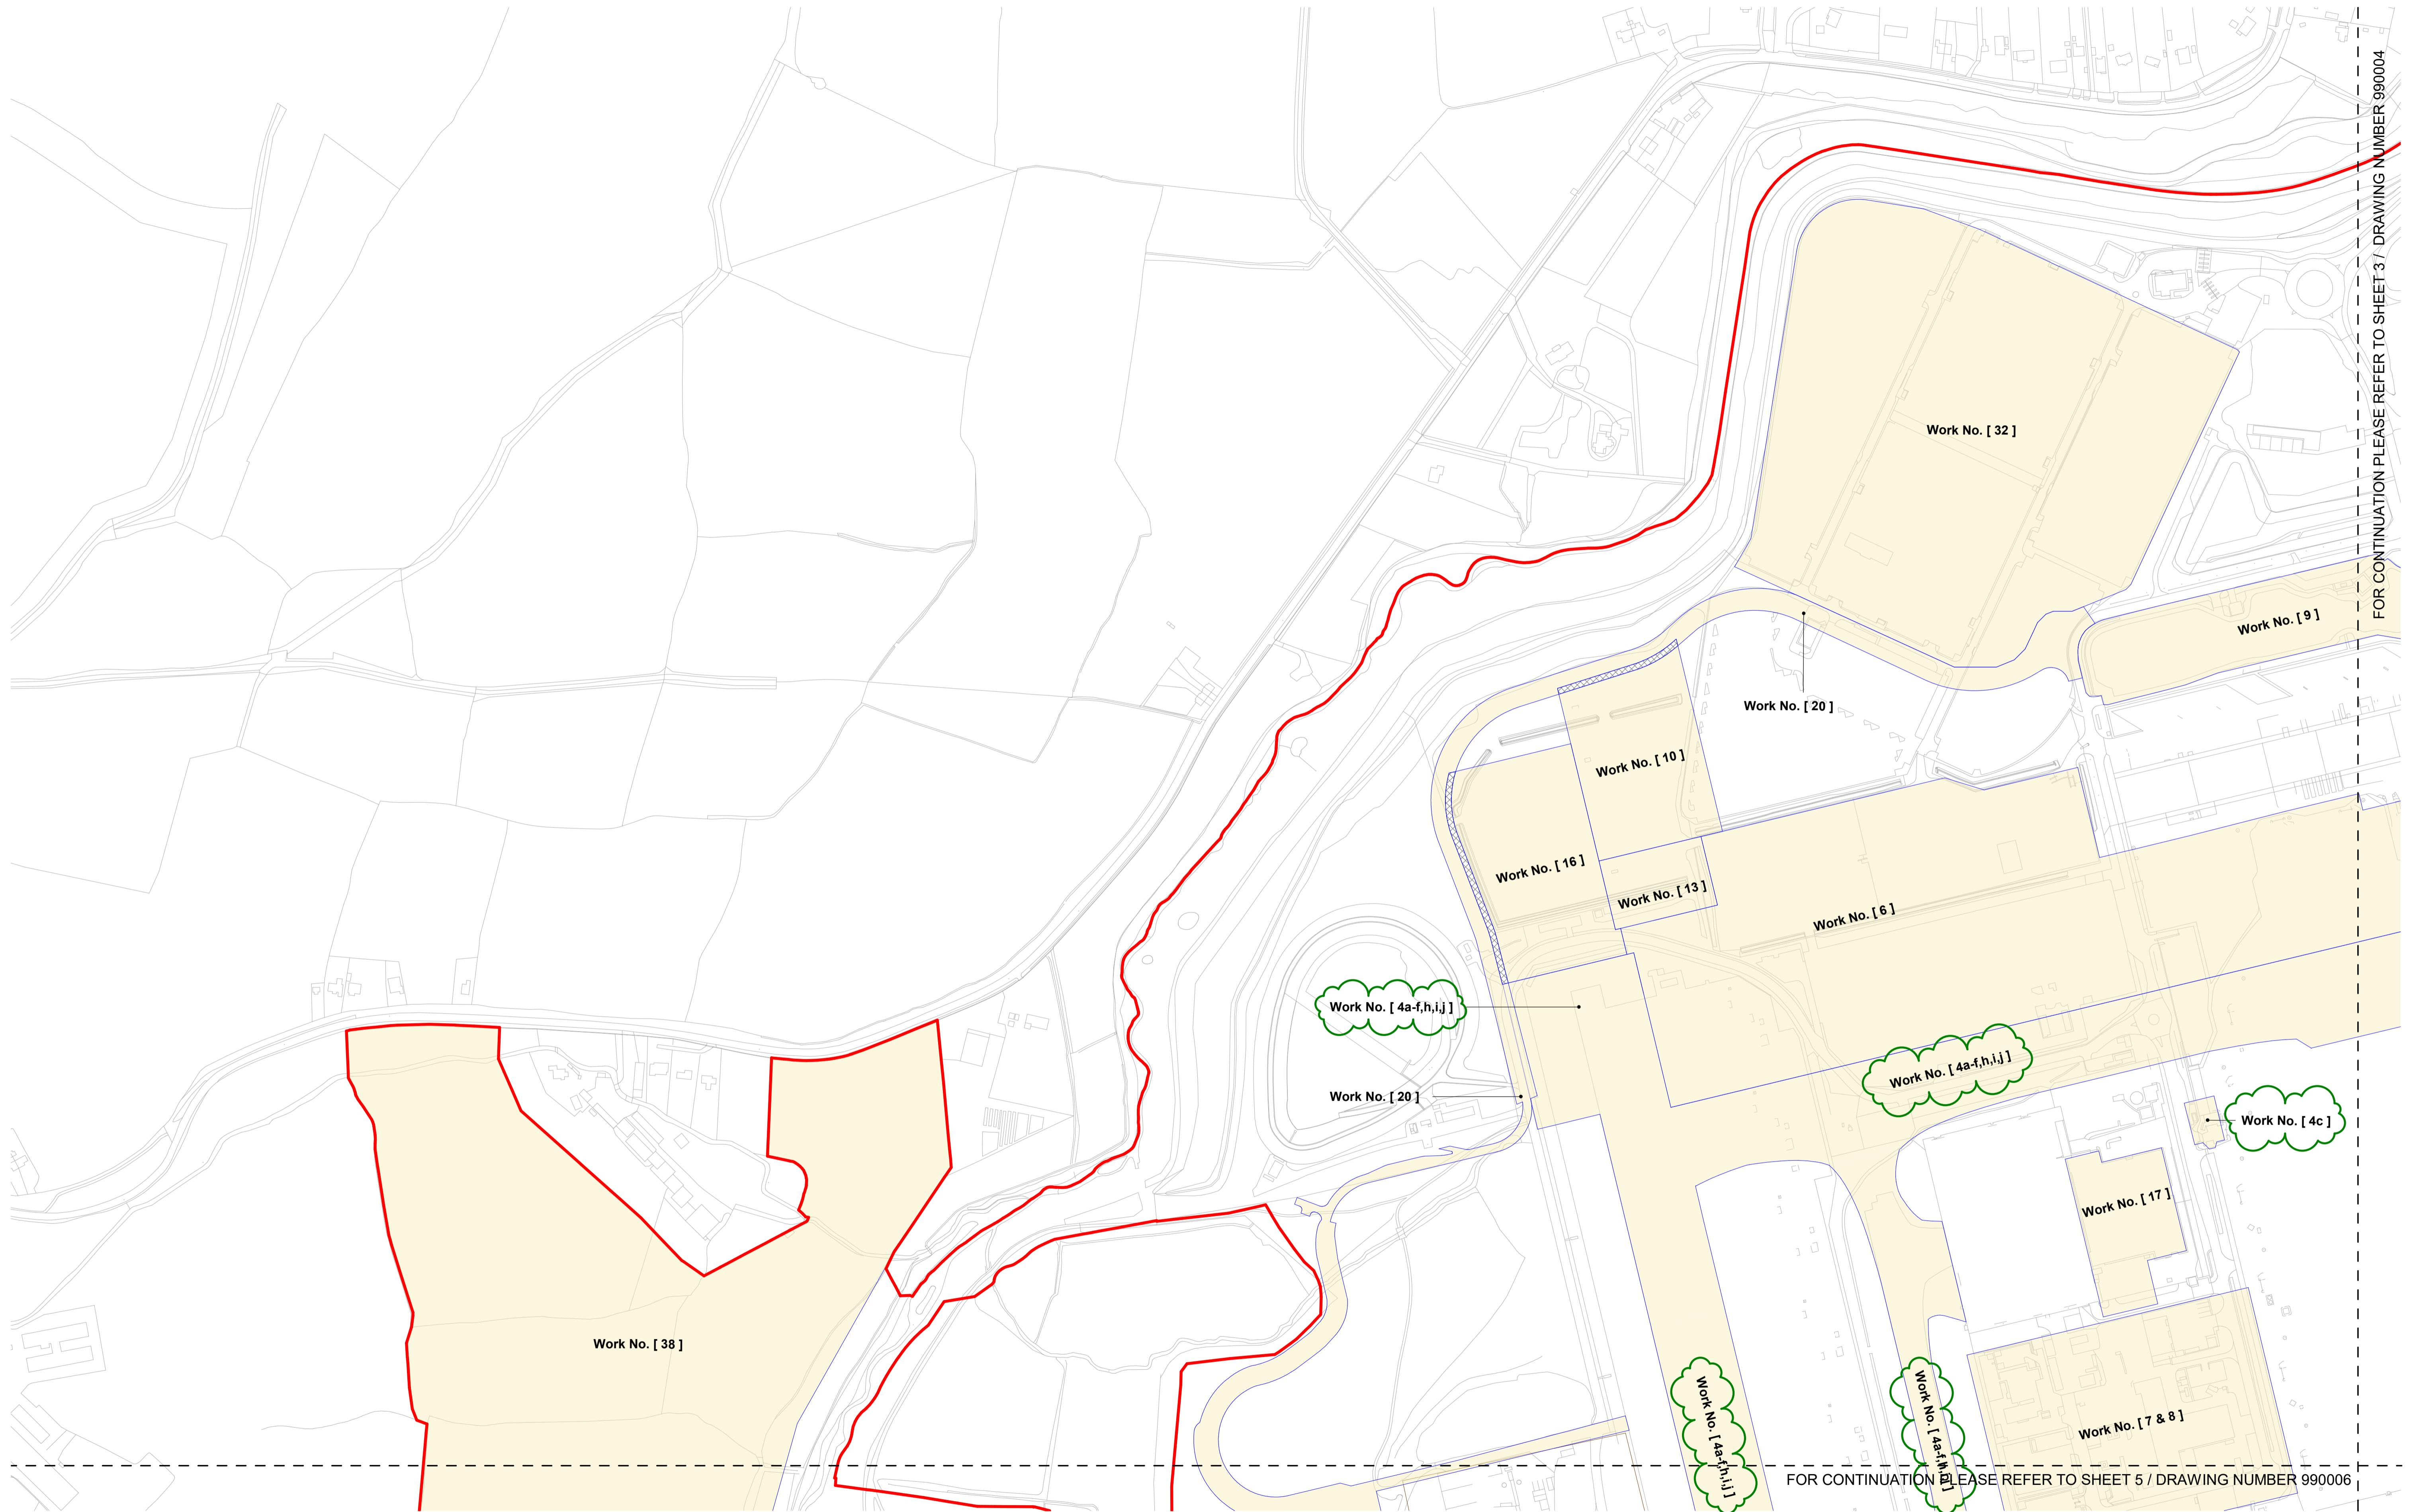 FOR CONTINUATION PLEASE REFER TO SHEET 3 / DRAWING NUMBER 990004
Work No. [ 32 ]
Work No. [ 9 ]
Work No. [ 20 ]
Work No. [ 10 ]
Work No. [ 16 ]
Work No. [ 13 ]
Work No. [ 6 ]
Work No. [ 4a-f,h,i,j ]
Work No. [ 4a-f,h,i,j ]
Work No. [ 20 ]
Work No. [ 4c ]
Work No. [ 17 ]
Work No. [ 38 ]
Work No. [ 4a-f,h,i,j ]
Work No. [ 4a-f,h,i,j ]
Work No. [ 7 & 8 ]
FOR CONTINUATION PLEASE REFER TO SHEET 5 / DRAWING NUMBER 990006